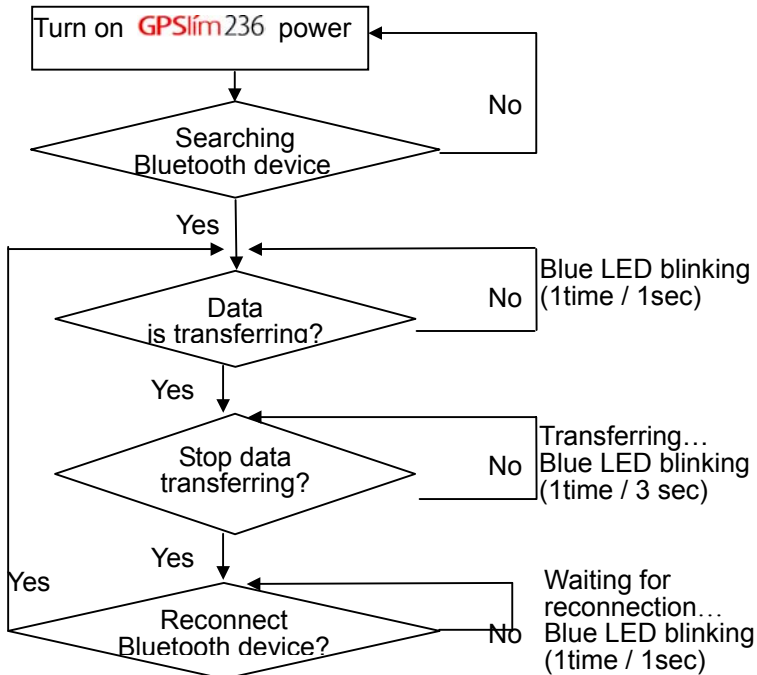 Turn on GPSlím236 power
No
Searching
Bluetooth device
Yes
Blue LED blinking
(1time / 1sec)
No
Data
is transferring?
Yes
Transferring…
Blue LED blinking
(1time / 3 sec)
No
Stop data
transferring?
Yes
Yes
Waiting for
reconnection…
Blue LED blinking
(1time / 1sec)
No
Reconnect
Bluetooth device?